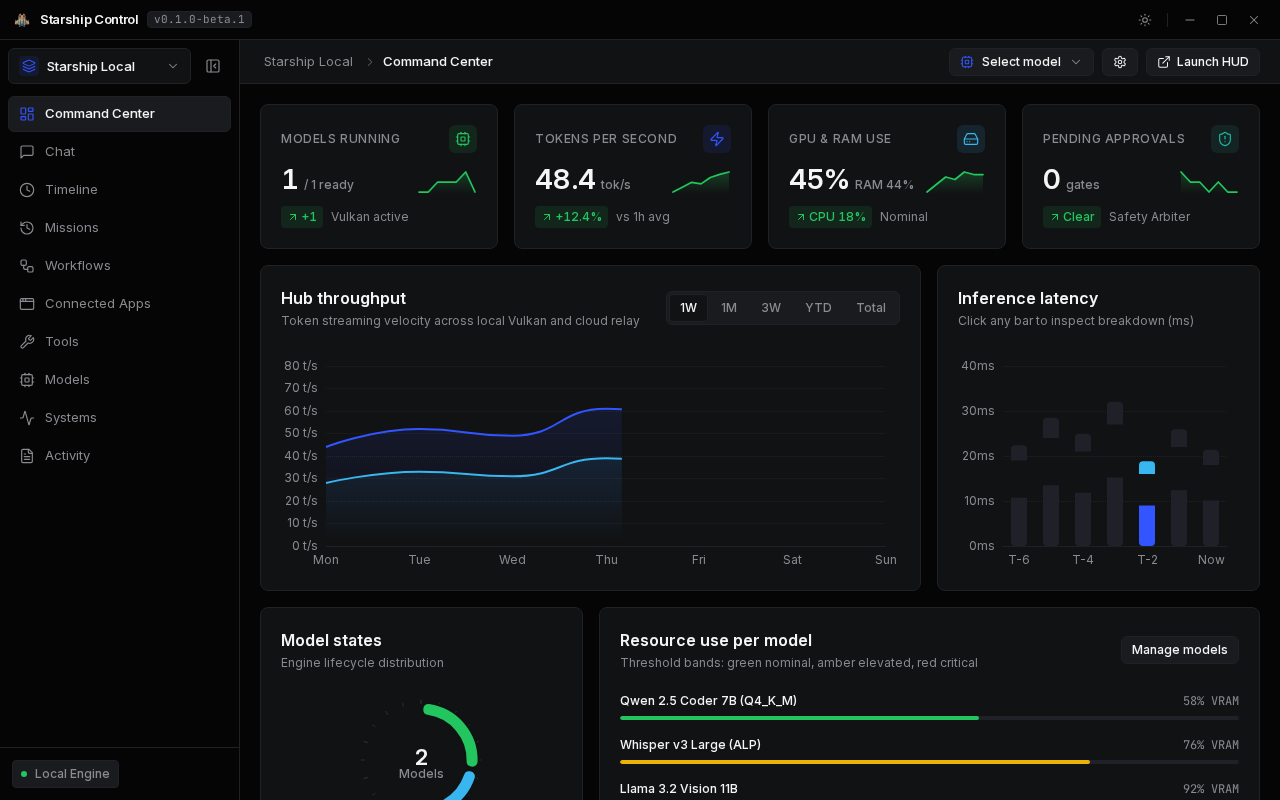 Starship Control v0.1.0-beta.1
Starship Local
Command Center
Chat
Timeline
Missions
Workflows
Connected Apps
Tools
Models
Systems
Activity
Local Engine
Starship Local > Command Center
Select model
Launch HUD
MODELS RUNNING
1 / 1 ready
+1 Vulkan active
TOKENS PER SECOND
48.4 tok/s
+12.4% vs 1h avg
GPU & RAM USE
45% RAM 44%
CPU 18% Nominal
PENDING APPROVALS
0 gates
Clear Safety Arbiter
Hub throughput
Token streaming velocity across local Vulkan and cloud relay
1W 1M 3W YTD Total
80 t/s
70 t/s
60 t/s
50 t/s
40 t/s
30 t/s
20 t/s
10 t/s
0 t/s
Mon Tue Wed Thu Fri Sat Sun
Inference latency
Click any bar to inspect breakdown (ms)
40ms
30ms
20ms
10ms
0ms
T-6 T-4 T-2 Now
Model states
Engine lifecycle distribution
2
Models
Resource use per model
Threshold bands: green nominal, amber elevated, red critical
Manage models
Qwen 2.5 Coder 7B (Q4_K_M) 58% VRAM
Whisper v3 Large (ALP) 76% VRAM
Llama 3.2 Vision 11B 92% VRAM